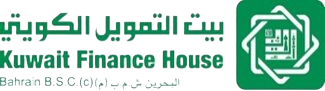 بيت التمويل الكويتي
Kuwait Finance House
Bahrain B.S.C.(c) البحرين ش.م.ب (م)